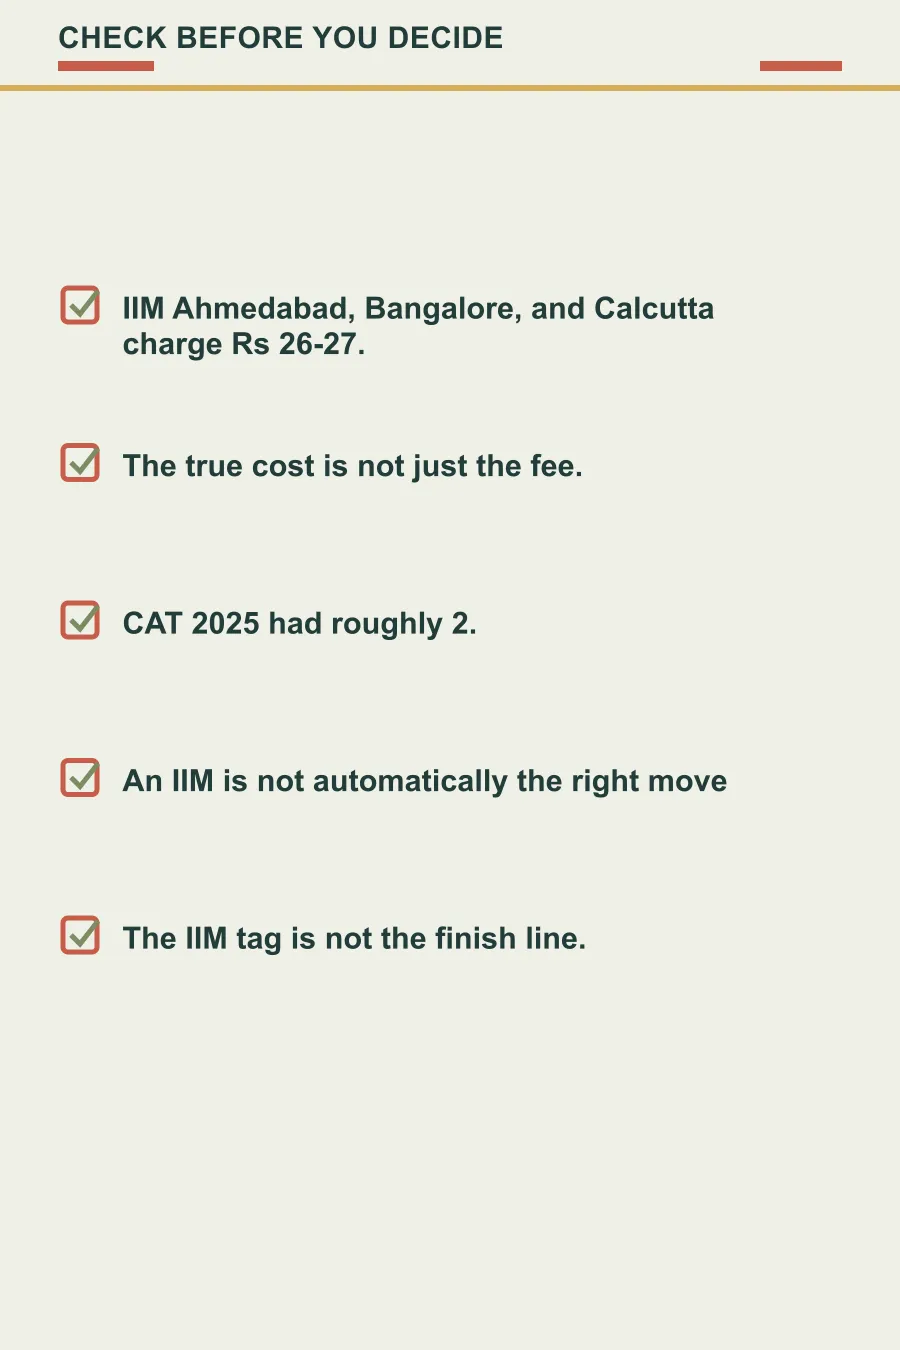 CHECK BEFORE YOU DECIDE
IIM Ahmedabad, Bangalore, and Calcutta
charge Rs 26-27.
The true cost is not just the fee.
CAT 2025 had roughly 2.
An IIM is not automatically the right move
The IIM tag is not the finish line.